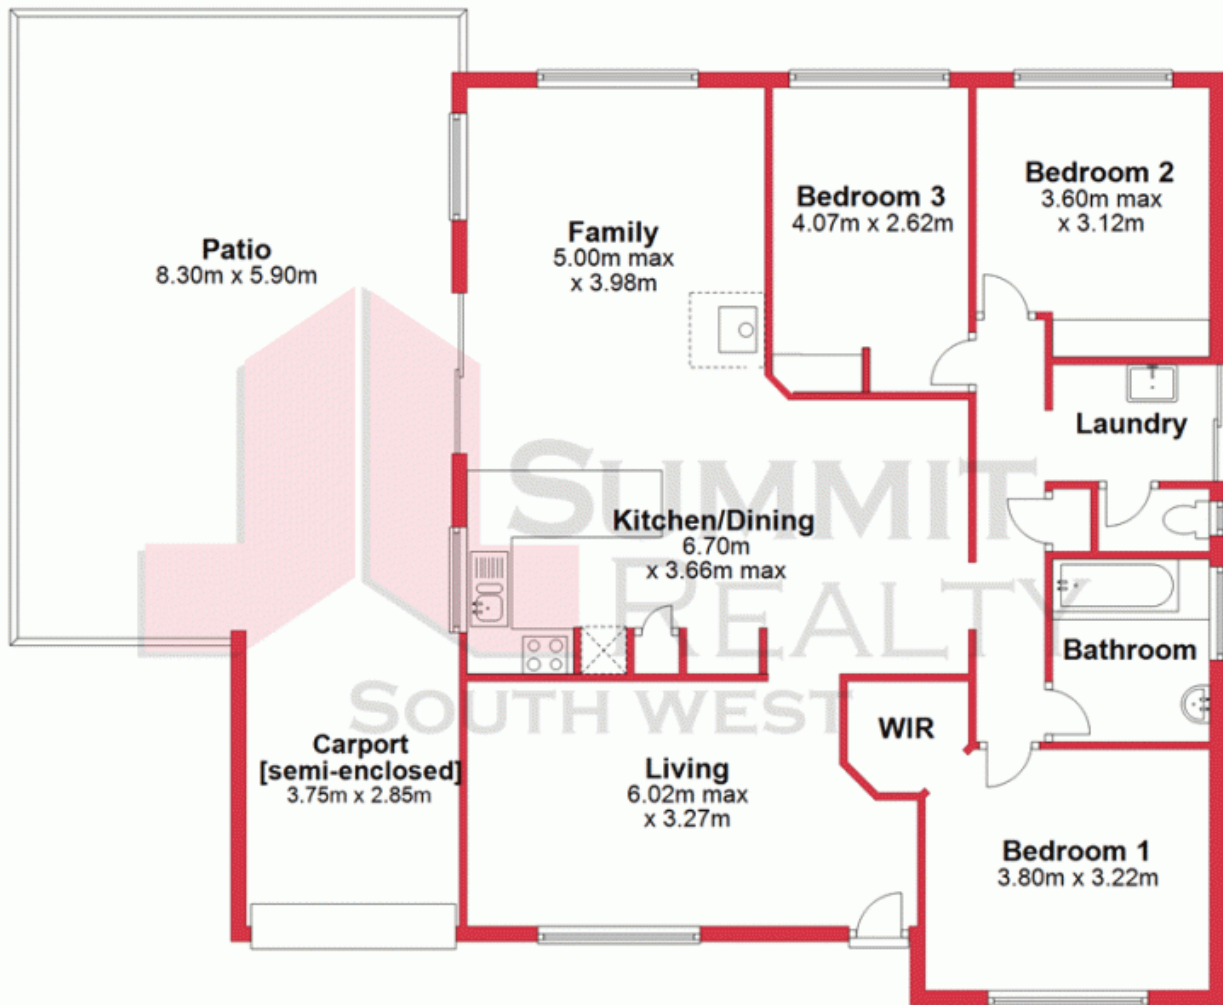 Bedroom 2
3.60m max
x 3.12m
Bedroom 3
4.07m x 2.62m
Family
5.00m max
x 3.98m
Patio
8.30m x 5.90m
Laundry
SUMMIT
REALTY
SOUTH WEST
Kitchen/Dining
6.70m
x 3.66m max
Bathroom
WIR
Carport
[semi-enclosed]
3.75m x 2.85m
Living
6.02m max
x 3.27m
Bedroom 1
3.80m x 3.22m